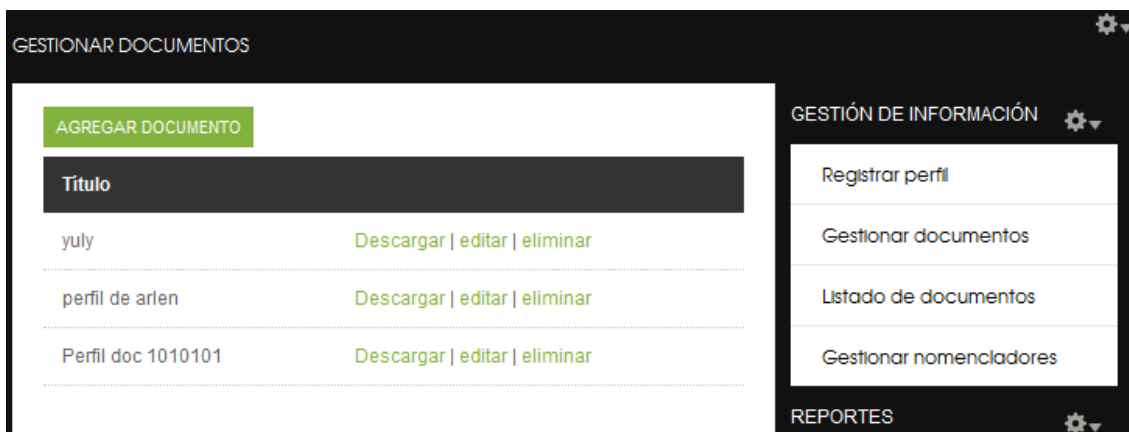 GESTIONAR DOCUMENTOS
AGREGAR DOCUMENTO
Título
yuly Descargar | editar | eliminar
perfil de arlen Descargar | editar | eliminar
Perfil doc 1010101 Descargar | editar | eliminar
GESTIÓN DE INFORMACIÓN
Registrar perfil
Gestionar documentos
Listado de documentos
Gestionar nomencladores
REPORTES